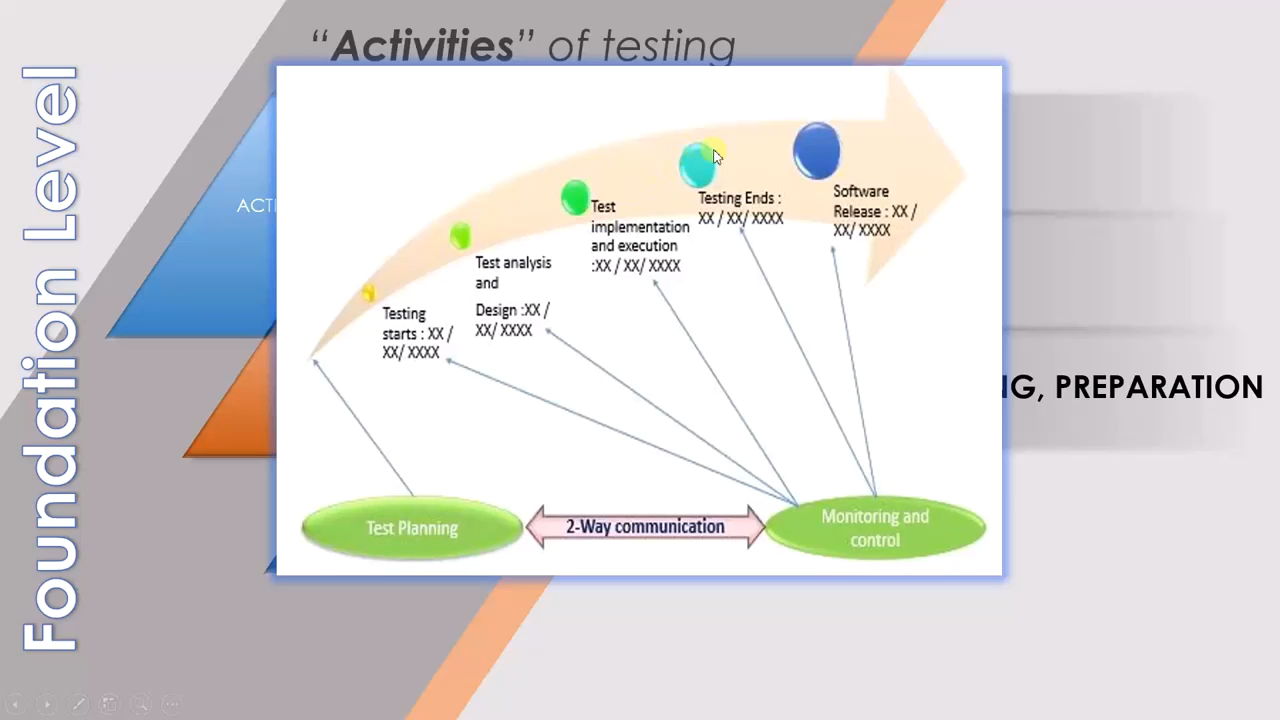 “Activities” of testing
Foundation Level
ACTI
NG, PREPARATION
Testing
starts : XX /
XX/ XXXX
Test analysis
and
Design :XX /
XX/ XXXX
Test
implementation
and execution
:XX / XX/ XXXX
Testing Ends :
XX / XX/ XXXX
Software
Release : XX /
XX/ XXXX
Test Planning
2-Way communication
Monitoring and
control